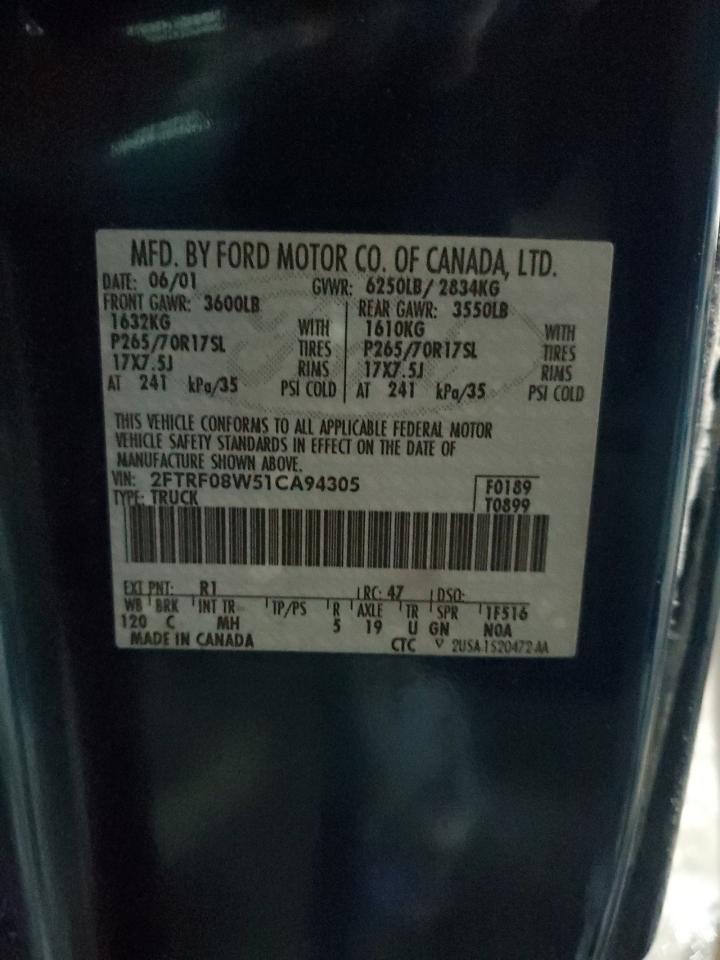 MFD. BY FORD MOTOR CO. OF CANADA, LTD.
DATE: 06/01 GVWR: 6250LB/ 2834KG
FRONT GAWR: 3600LB REAR GAWR: 3550LB
1632KG WITH 1610KG WITH
P265/70R17SL TIRES P265/70R17SL TIRES
17X7.5J RIMS 17X7.5J RIMS
AT 241 kPa/35 PSI COLD AT 241 kPa/35 PSI COLD
THIS VEHICLE CONFORMS TO ALL APPLICABLE FEDERAL MOTOR
VEHICLE SAFETY STANDARDS IN EFFECT ON THE DATE OF
MANUFACTURE SHOWN ABOVE.
VIN: 2FTRF08W51CA94305 F0189
TYPE: TRUCK T0899
EXT PNT: R1 RC: 47 DSO:
WB BRK INT TR TP/PS R AXLE TR SPR 1F516
120 C MH 5 19 U GN NOA
MADE IN CANADA CTC V 2USA 1S20472 AA